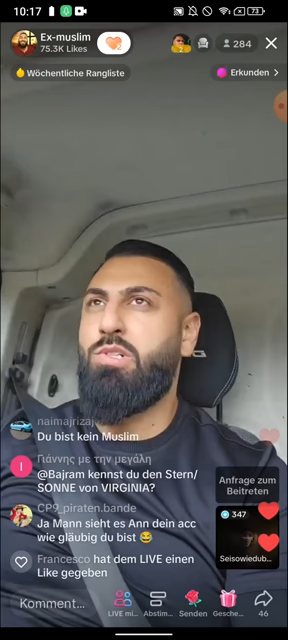 10:17
73
Ex-muslim
75.3K Likes
284
Wöchentliche Rangliste
Erkunden >
naimajrizaj
Du bist kein Muslim
Γιάννης με την μεγάλη
@Bajram kennst du den Stern/
SONNE von VIRGINIA?
CP9_piraten.bande
Ja Mann sieht es Ann dein acc
wie gläubig du bist 😂
Francesco hat dem LIVE einen
Like gegeben
Anfrage zum
Beitreten
347
Seisowiedub...
Komment...
LIVE mi...
Abstim...
Senden
Gesche...
46